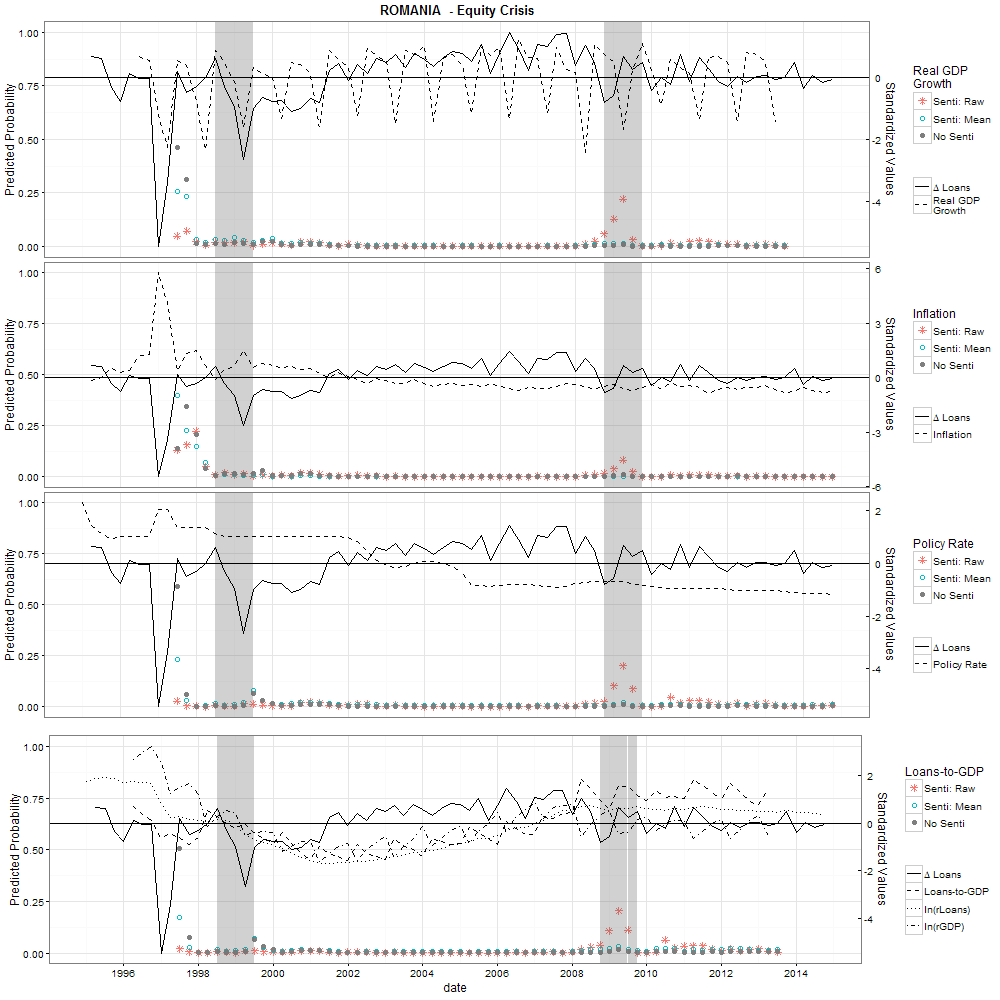 ROMANIA - Equity Crisis
1.00
0.75
0.50
0.25
0.00
Predicted Probability
0
-2
-4
Standardized Values
Real GDP
Growth
Senti: Raw
Senti: Mean
No Senti
Δ Loans
Real GDP
Growth
1.00
0.75
0.50
0.25
0.00
Predicted Probability
6
3
0
-3
-6
Standardized Values
Inflation
Senti: Raw
Senti: Mean
No Senti
Δ Loans
Inflation
1.00
0.75
0.50
0.25
0.00
Predicted Probability
2
0
-2
-4
Standardized Values
Policy Rate
Senti: Raw
Senti: Mean
No Senti
Δ Loans
Policy Rate
1.00
0.75
0.50
0.25
0.00
Predicted Probability
2
0
-2
-4
Standardized Values
Loans-to-GDP
Senti: Raw
Senti: Mean
No Senti
Δ Loans
Loans-to-GDP
ln(rLoans)
ln(rGDP)
1996 1998 2000 2002 2004 2006 2008 2010 2012 2014
date